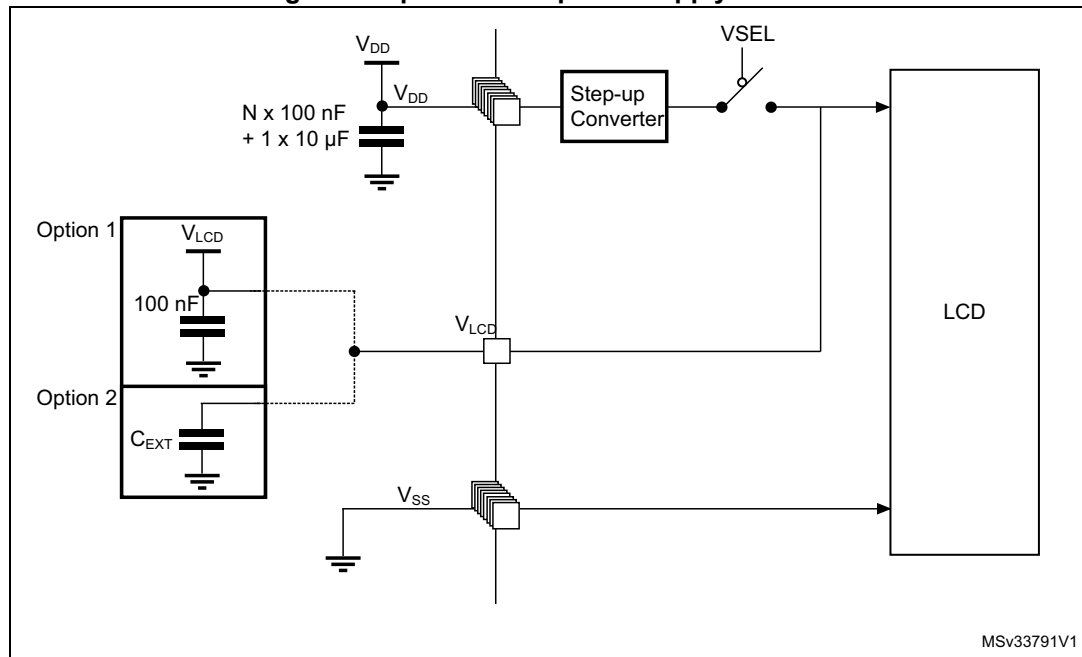 VSEL
VDD
VDD
N x 100 nF
+ 1 x 10 µF
Step-up
Converter
Option 1
VLCD
100 nF
VLCD
LCD
Option 2
CEXT
VSS
MSv33791V1